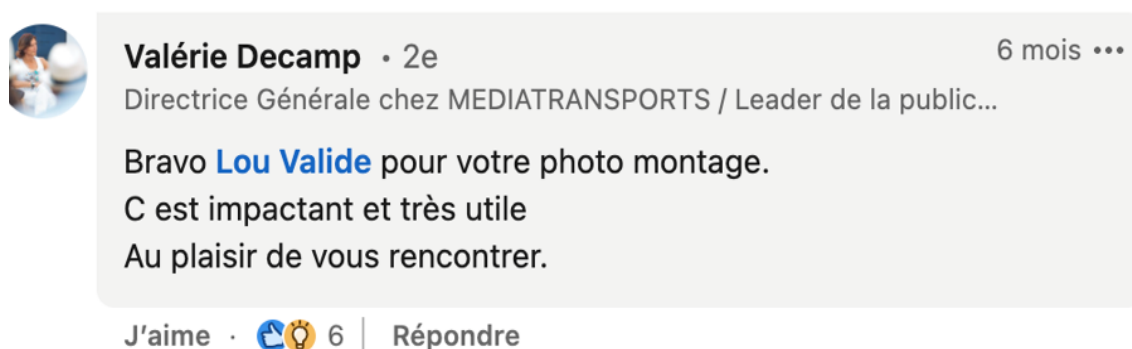 Valérie Decamp • 2e
6 mois •••
Directrice Générale chez MEDIATRANSPORTS / Leader de la public...
Bravo Lou Valide pour votre photo montage.
C est impactant et très utile
Au plaisir de vous rencontrer.
J’aime · 6 | Répondre